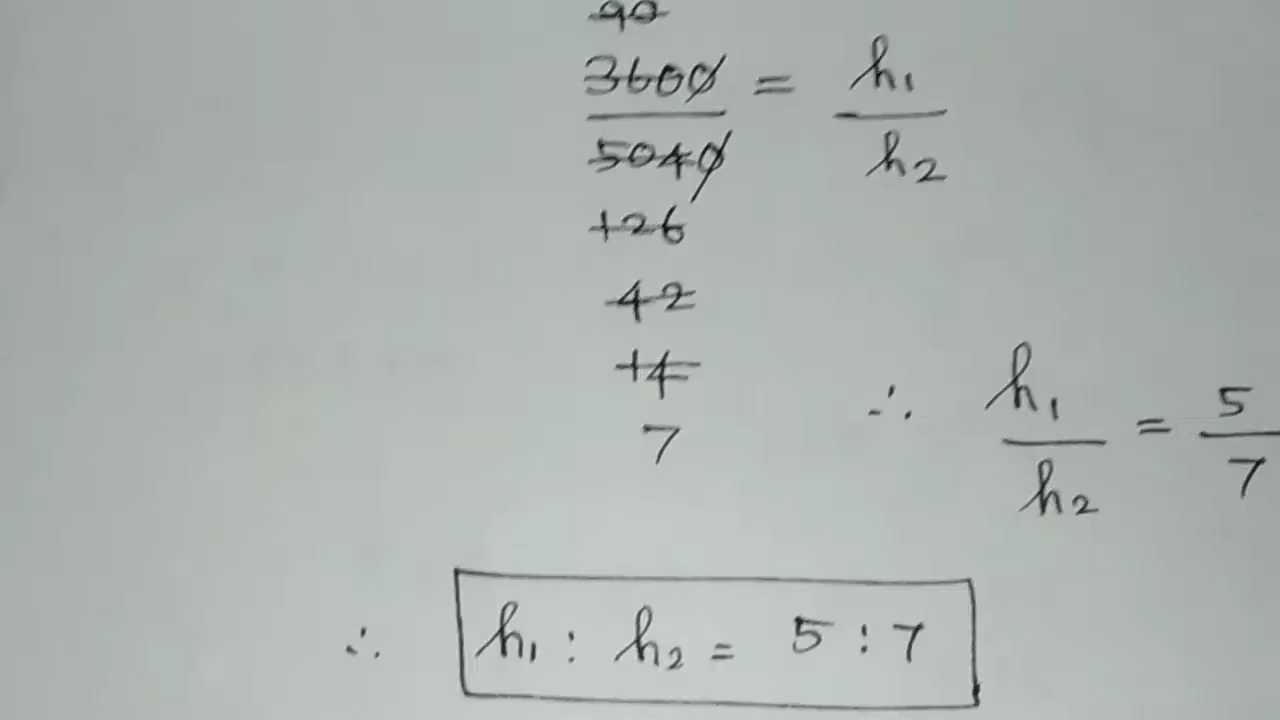 90
3600 = h₁
5040 h₂
126
42
14
7
∴ h₁ = 5
h₂ 7
∴ h₁ : h₂ = 5 : 7